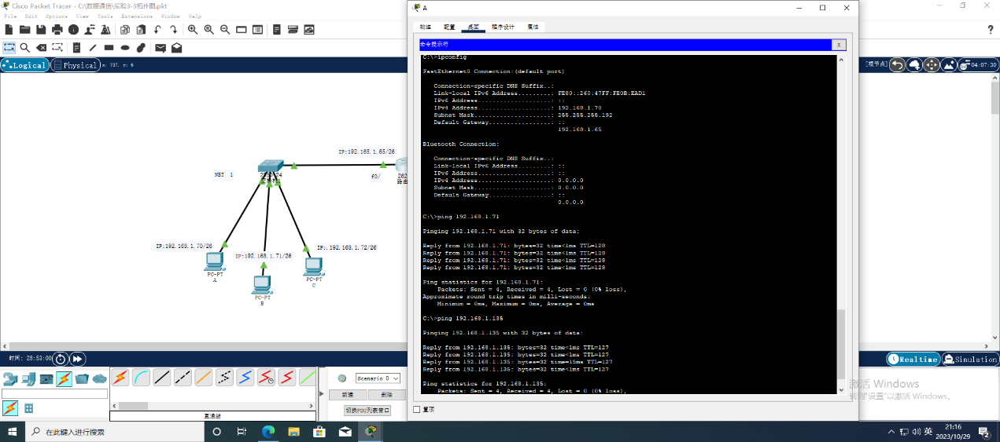 Cisco Packet Tracer - C:\数据通信\实验3-3拓扑图.pkt
File Edit Options View Tools Extensions Window Help
Logical
Physical
x: 737, y: 6
[根节点]
04:07:30
IP:192.168.1.65/26
NET 1
f0/
IP:192.168.1.70/26
IP:192.168.1.71/26
IP:.192.168.1.72/26
PC-PT
A
PC-PT
B
PC-PT
C
时间: 28:53:00
Realtime
Simulation
Scenario 0
新建
删除
切换PDU列表窗口
直通线
A
物理
配置
桌面
程序设计
属性
命令提示符
X
C:\>ipconfig
FastEthernet0 Connection:(default port)
Connection-specific DNS Suffix..:
Link-local IPv6 Address.........: FE80::260:47FF:FE0B:EAD1
IPv6 Address....................: ::
IPv4 Address....................: 192.168.1.70
Subnet Mask.....................: 255.255.255.192
Default Gateway.................: ::
192.168.1.65
Bluetooth Connection:
Connection-specific DNS Suffix..:
Link-local IPv6 Address.........: ::
IPv6 Address....................: ::
IPv4 Address....................: 0.0.0.0
Subnet Mask.....................: 0.0.0.0
Default Gateway.................: ::
0.0.0.0
C:\>ping 192.168.1.71
Pinging 192.168.1.71 with 32 bytes of data:
Reply from 192.168.1.71: bytes=32 time<1ms TTL=128
Reply from 192.168.1.71: bytes=32 time<1ms TTL=128
Reply from 192.168.1.71: bytes=32 time<1ms TTL=128
Reply from 192.168.1.71: bytes=32 time<1ms TTL=128
Ping statistics for 192.168.1.71:
Packets: Sent = 4, Received = 4, Lost = 0 (0% loss),
Approximate round trip times in milli-seconds:
Minimum = 0ms, Maximum = 0ms, Average = 0ms
C:\>ping 192.168.1.135
Pinging 192.168.1.135 with 32 bytes of data:
Reply from 192.168.1.135: bytes=32 time<1ms TTL=127
Reply from 192.168.1.135: bytes=32 time<1ms TTL=127
Reply from 192.168.1.135: bytes=32 time=15ms TTL=127
Reply from 192.168.1.135: bytes=32 time<1ms TTL=127
Ping statistics for 192.168.1.135:
Packets: Sent = 4, Received = 4, Lost = 0 (0% loss),
置顶
激活 Windows
转到"设置"以激活 Windows。
在此键入进行搜索
英
21:16
2023/10/29
2